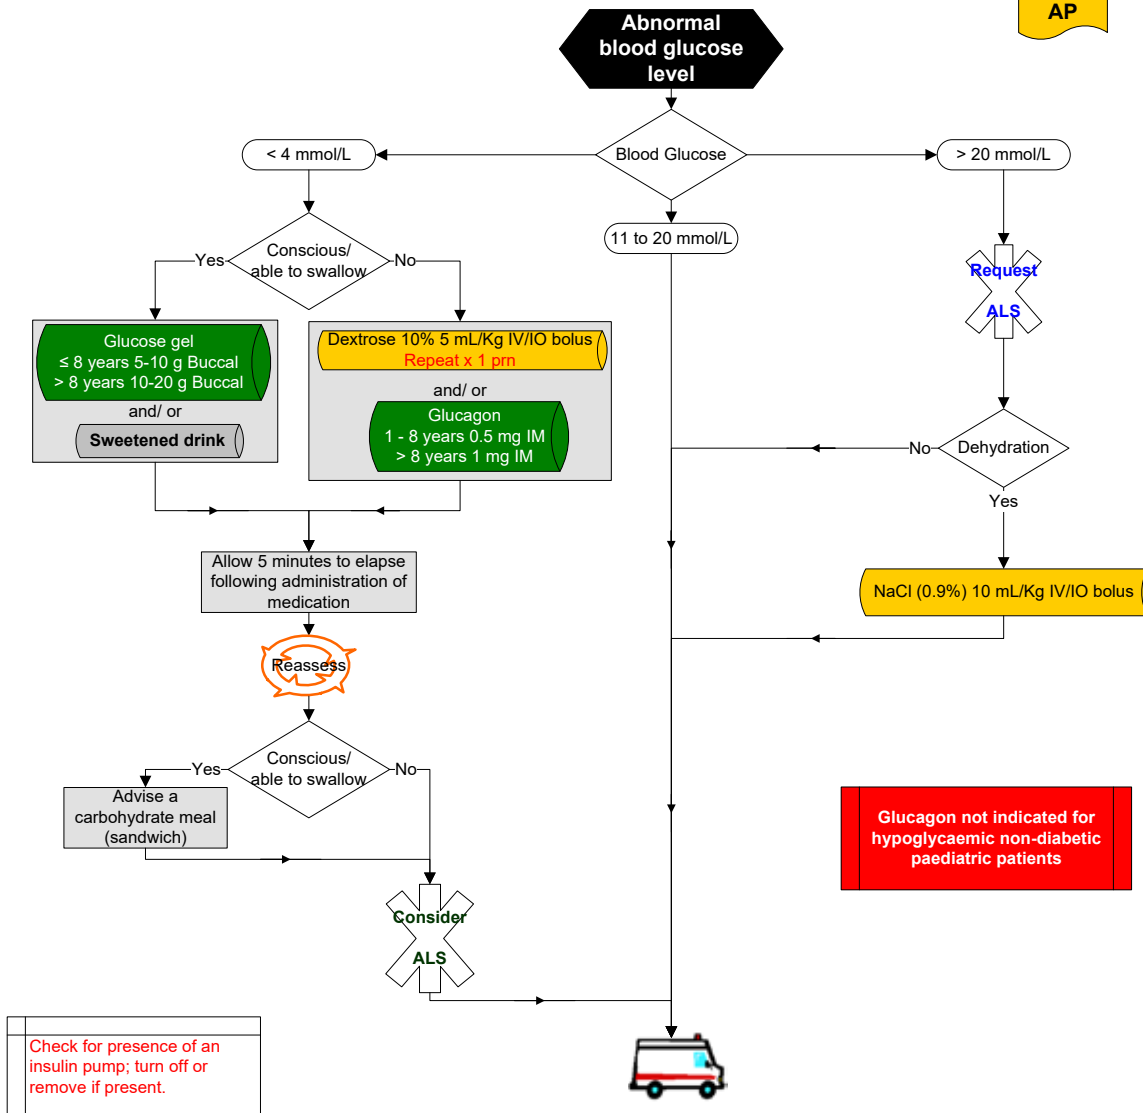 AP
Abnormal
blood glucose
level
< 4 mmol/L
Blood Glucose
> 20 mmol/L
11 to 20 mmol/L
Yes
Conscious/
able to swallow
No
Request
ALS
Glucose gel
≤ 8 years 5-10 g Buccal
> 8 years 10-20 g Buccal
and/ or
Sweetened drink
Dextrose 10% 5 mL/Kg IV/IO bolus
Repeat x 1 prn
and/ or
Glucagon
1 - 8 years 0.5 mg IM
> 8 years 1 mg IM
No
Dehydration
Yes
Allow 5 minutes to elapse
following administration of
medication
NaCl (0.9%) 10 mL/Kg IV/IO bolus
Reassess
Yes
Conscious/
able to swallow
No
Advise a
carbohydrate meal
(sandwich)
Glucagon not indicated for
hypoglycaemic non-diabetic
paediatric patients
Consider
ALS
Check for presence of an
insulin pump; turn off or
remove if present.